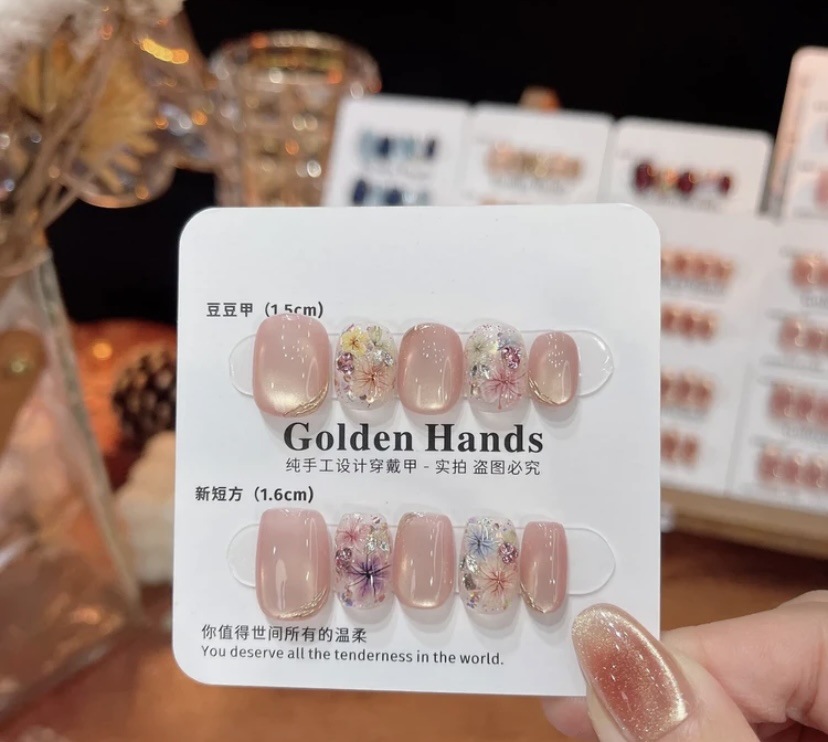 豆豆甲（1.5cm）
Golden Hands
纯手工设计穿戴甲 - 实拍 盗图必究
新短方（1.6cm）
你值得世间所有的温柔
You deserve all the tenderness in the world.